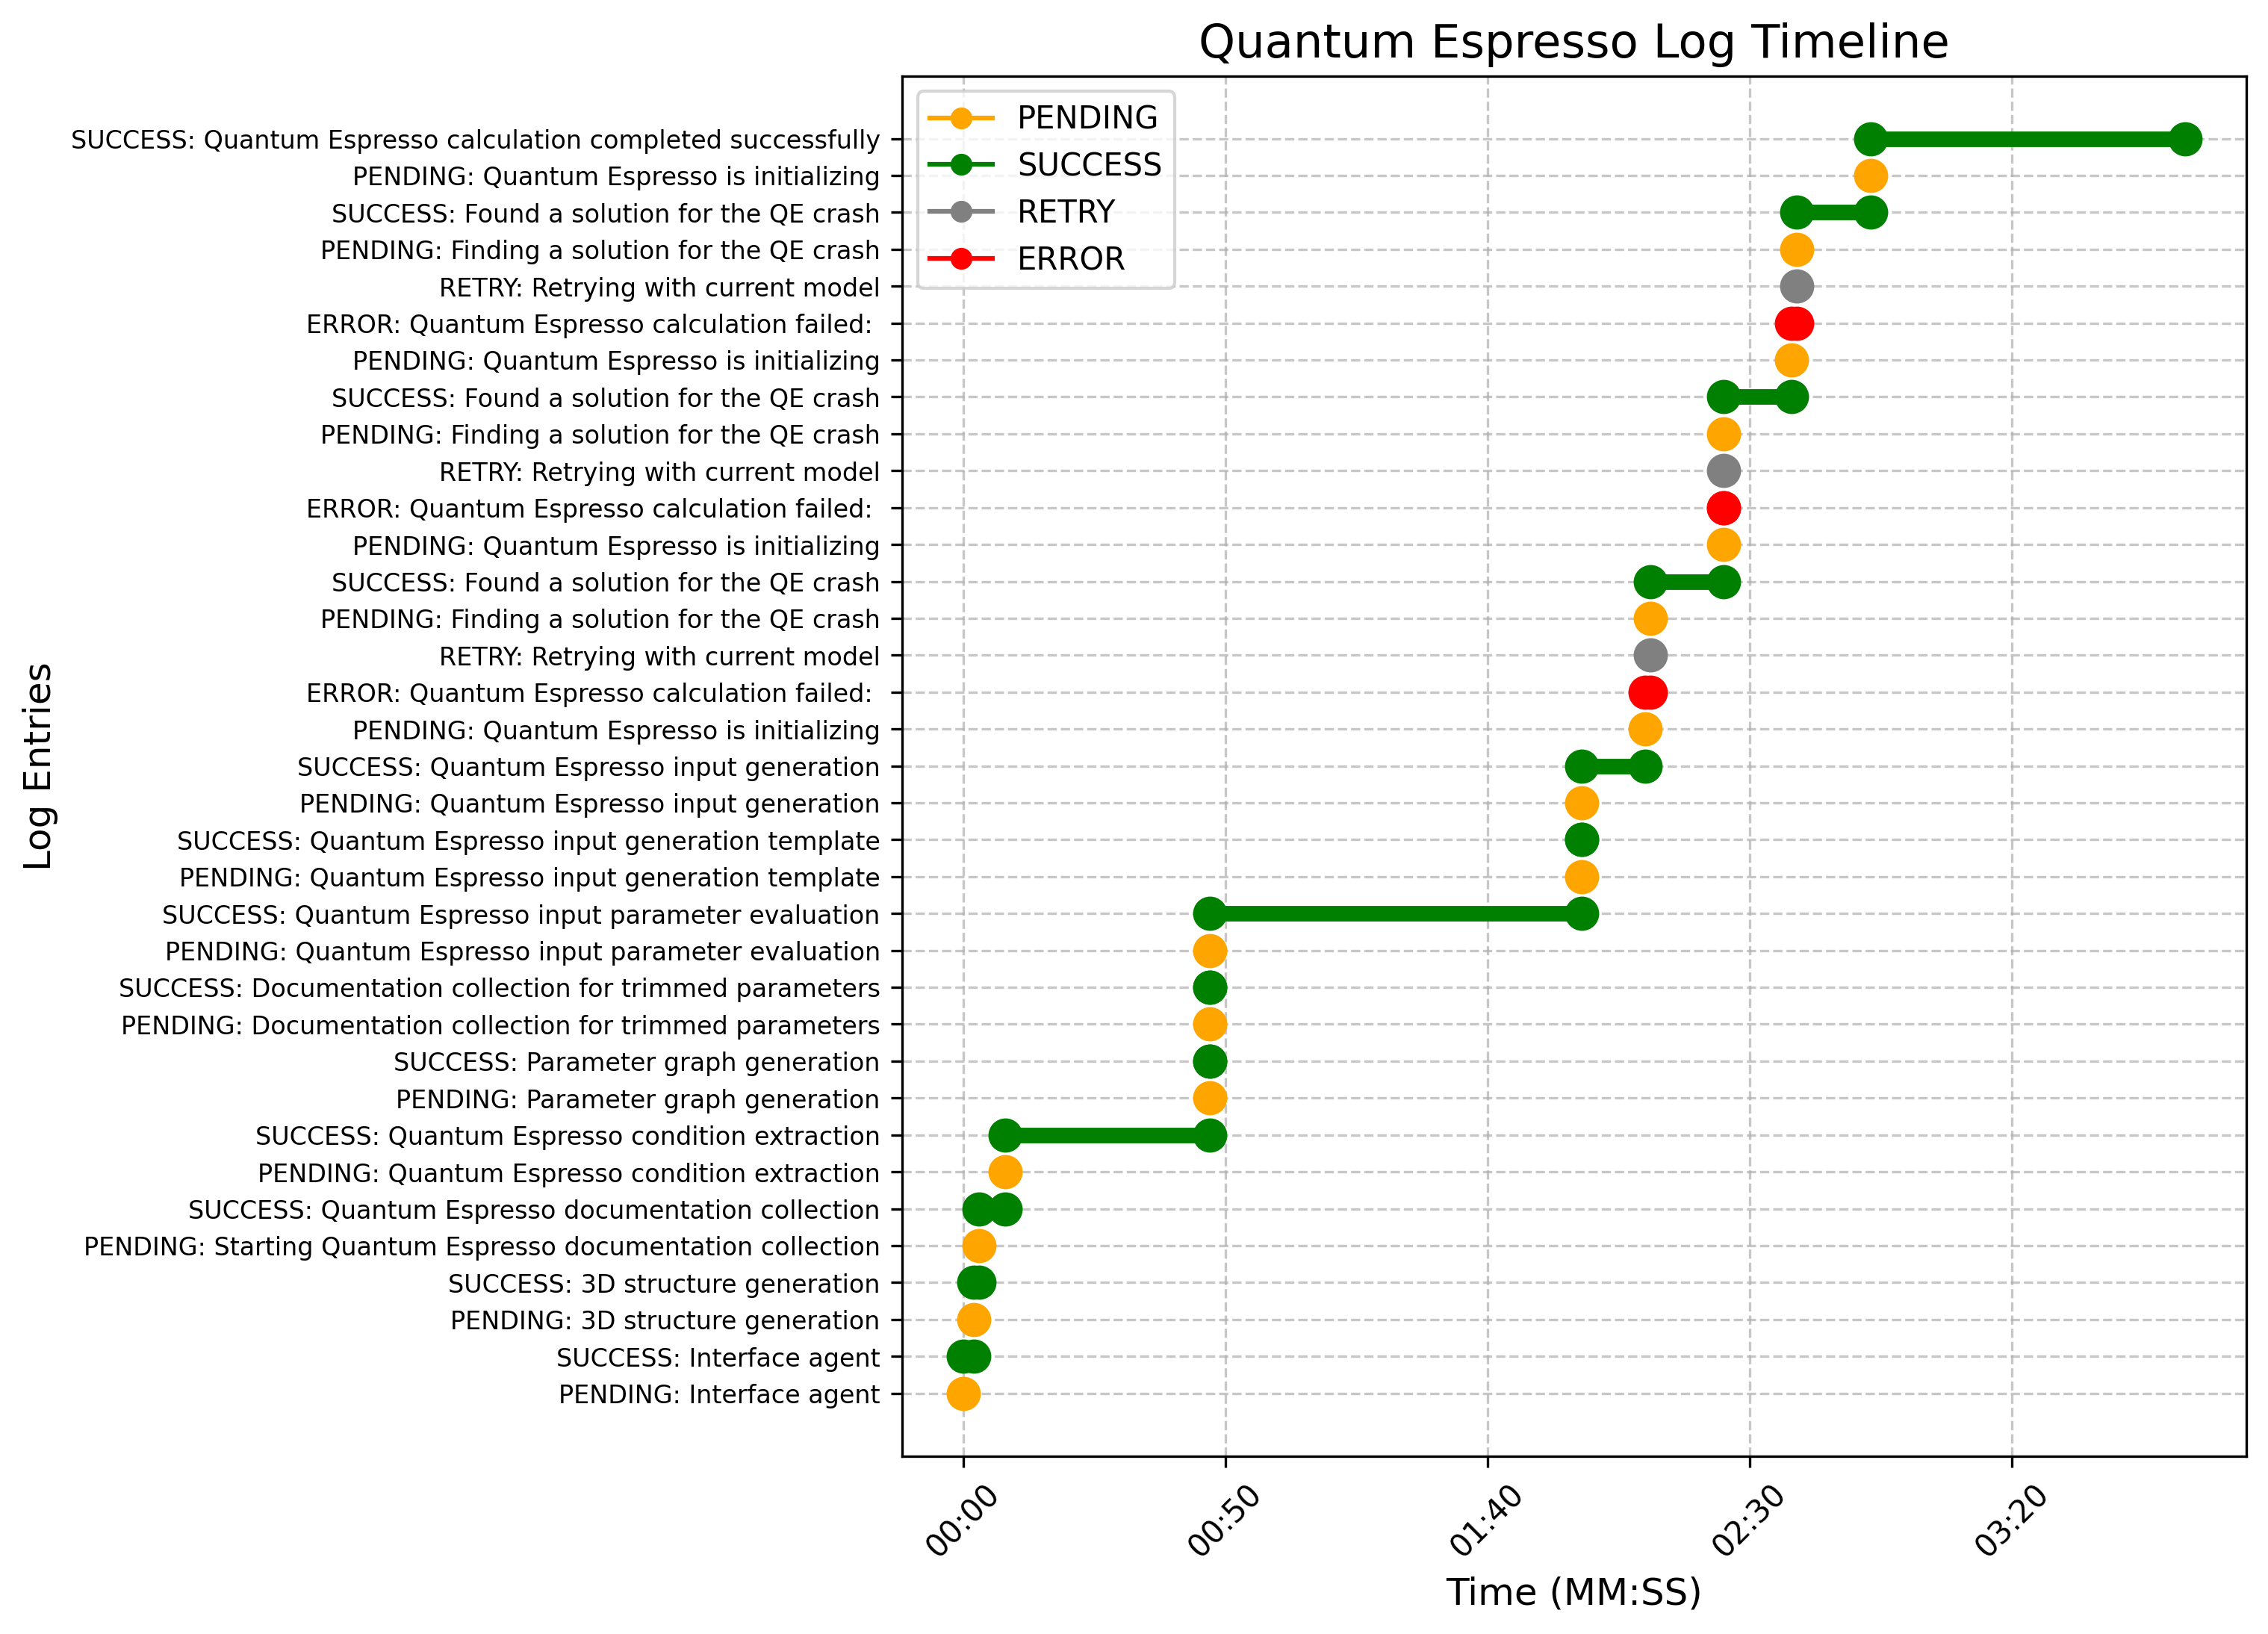 Quantum Espresso Log Timeline
PENDING
SUCCESS
RETRY
ERROR
SUCCESS: Quantum Espresso calculation completed successfully
PENDING: Quantum Espresso is initializing
SUCCESS: Found a solution for the QE crash
PENDING: Finding a solution for the QE crash
RETRY: Retrying with current model
ERROR: Quantum Espresso calculation failed:
PENDING: Quantum Espresso is initializing
SUCCESS: Found a solution for the QE crash
PENDING: Finding a solution for the QE crash
RETRY: Retrying with current model
ERROR: Quantum Espresso calculation failed:
PENDING: Quantum Espresso is initializing
SUCCESS: Found a solution for the QE crash
PENDING: Finding a solution for the QE crash
RETRY: Retrying with current model
ERROR: Quantum Espresso calculation failed:
PENDING: Quantum Espresso is initializing
SUCCESS: Quantum Espresso input generation
PENDING: Quantum Espresso input generation
SUCCESS: Quantum Espresso input generation template
PENDING: Quantum Espresso input generation template
SUCCESS: Quantum Espresso input parameter evaluation
PENDING: Quantum Espresso input parameter evaluation
SUCCESS: Documentation collection for trimmed parameters
PENDING: Documentation collection for trimmed parameters
SUCCESS: Parameter graph generation
PENDING: Parameter graph generation
SUCCESS: Quantum Espresso condition extraction
PENDING: Quantum Espresso condition extraction
SUCCESS: Quantum Espresso documentation collection
PENDING: Starting Quantum Espresso documentation collection
SUCCESS: 3D structure generation
PENDING: 3D structure generation
SUCCESS: Interface agent
PENDING: Interface agent
Log Entries
00:00
00:50
01:40
02:30
03:20
Time (MM:SS)